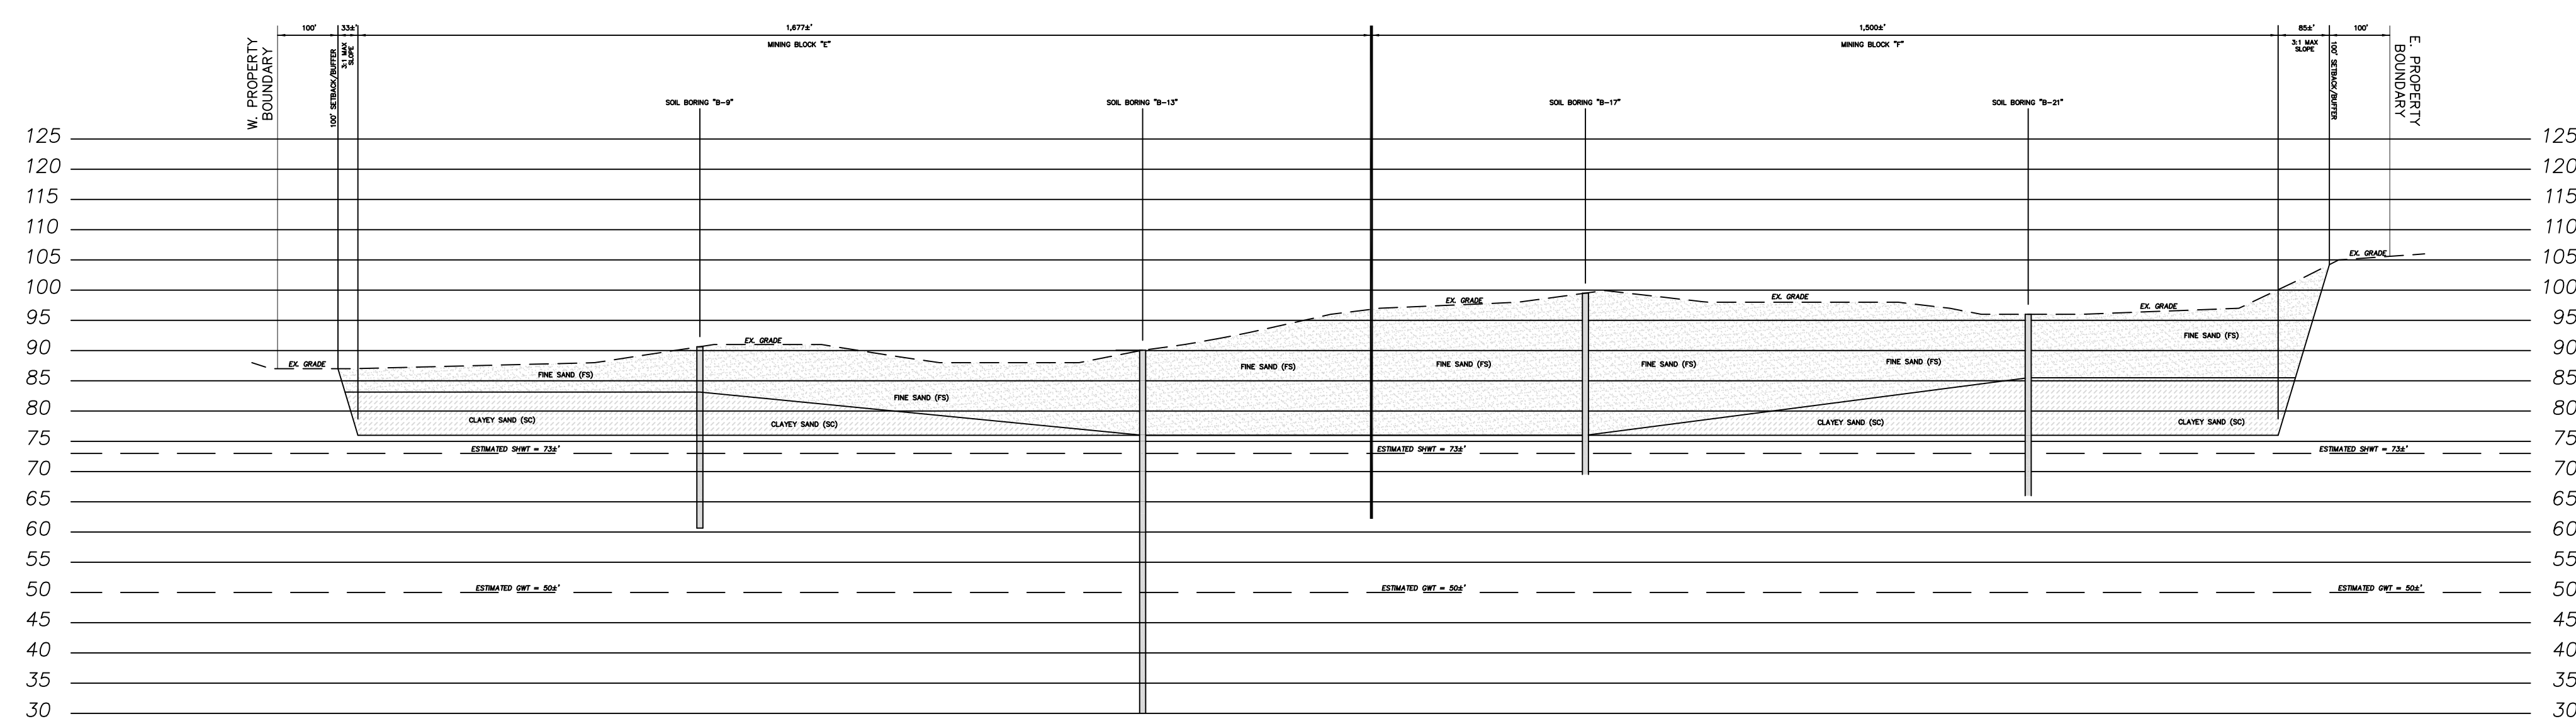 100'
33±'
1,677±'
1,500±'
85±'
100'
MINING BLOCK "E"
MINING BLOCK "F"
W. PROPERTY
BOUNDARY
100' SETBACK/BUFFER
3:1 MAX
SLOPE
3:1 MAX
SLOPE
100' SETBACK/BUFFER
E. PROPERTY
BOUNDARY
SOIL BORING "B-9"
SOIL BORING "B-13"
SOIL BORING "B-17"
SOIL BORING "B-21"
125 125
120 120
115 115
110 110
105 EX. GRADE 105
100 100
EX. GRADE EX. GRADE EX. GRADE
95 95
FINE SAND (FS)
90 EX. GRADE 90
EX. GRADE FINE SAND (FS) FINE SAND (FS) FINE SAND (FS) FINE SAND (FS)
85 FINE SAND (FS) 85
FINE SAND (FS)
80 80
CLAYEY SAND (SC) CLAYEY SAND (SC) CLAYEY SAND (SC) CLAYEY SAND (SC)
75 75
ESTIMATED SHWT = 73±' ESTIMATED SHWT = 73±' ESTIMATED SHWT = 73±'
70 70
65 65
60 60
55 55
50 ESTIMATED GWT = 50±' ESTIMATED GWT = 50±' ESTIMATED GWT = 50±' 50
45 45
40 40
35 35
30 30